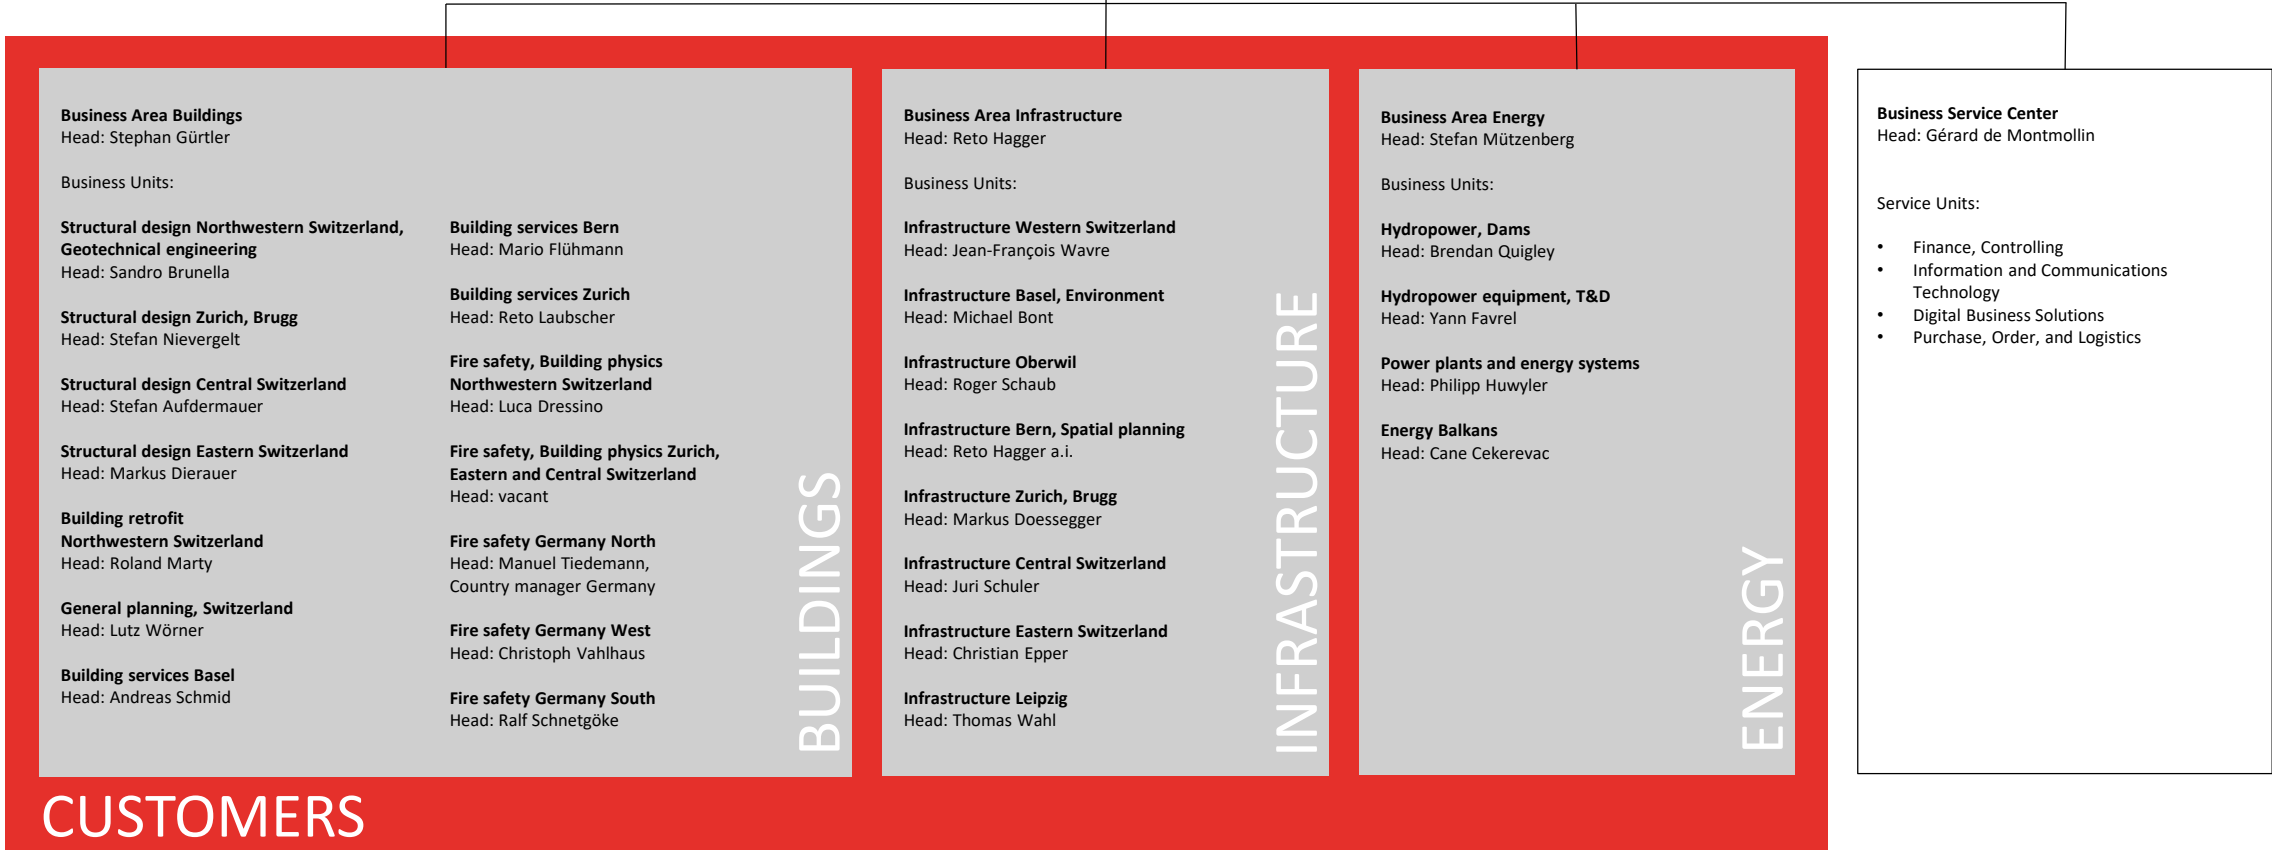 Business Area Buildings
Head: Stephan Gürtler
Business Units:
Structural design Northwestern Switzerland,
Geotechnical engineering
Head: Sandro Brunella
Structural design Zurich, Brugg
Head: Stefan Nievergelt
Structural design Central Switzerland
Head: Stefan Aufdermauer
Structural design Eastern Switzerland
Head: Markus Dierauer
Building retrofit
Northwestern Switzerland
Head: Roland Marty
General planning, Switzerland
Head: Lutz Wörner
Building services Basel
Head: Andreas Schmid
Building services Bern
Head: Mario Flühmann
Building services Zurich
Head: Reto Laubscher
Fire safety, Building physics
Northwestern Switzerland
Head: Luca Dressino
Fire safety, Building physics Zurich,
Eastern and Central Switzerland
Head: vacant
Fire safety Germany North
Head: Manuel Tiedemann,
Country manager Germany
Fire safety Germany West
Head: Christoph Vahlhaus
Fire safety Germany South
Head: Ralf Schnetgöke
BUILDINGS
Business Area Infrastructure
Head: Reto Hagger
Business Units:
Infrastructure Western Switzerland
Head: Jean-François Wavre
Infrastructure Basel, Environment
Head: Michael Bont
Infrastructure Oberwil
Head: Roger Schaub
Infrastructure Bern, Spatial planning
Head: Reto Hagger a.i.
Infrastructure Zurich, Brugg
Head: Markus Doessegger
Infrastructure Central Switzerland
Head: Juri Schuler
Infrastructure Eastern Switzerland
Head: Christian Epper
Infrastructure Leipzig
Head: Thomas Wahl
INFRASTRUCTURE
Business Area Energy
Head: Stefan Mützenberg
Business Units:
Hydropower, Dams
Head: Brendan Quigley
Hydropower equipment, T&D
Head: Yann Favrel
Power plants and energy systems
Head: Philipp Huwyler
Energy Balkans
Head: Cane Cekerevac
ENERGY
Business Service Center
Head: Gérard de Montmollin
Service Units:
• Finance, Controlling
• Information and Communications
Technology
• Digital Business Solutions
• Purchase, Order, and Logistics
CUSTOMERS